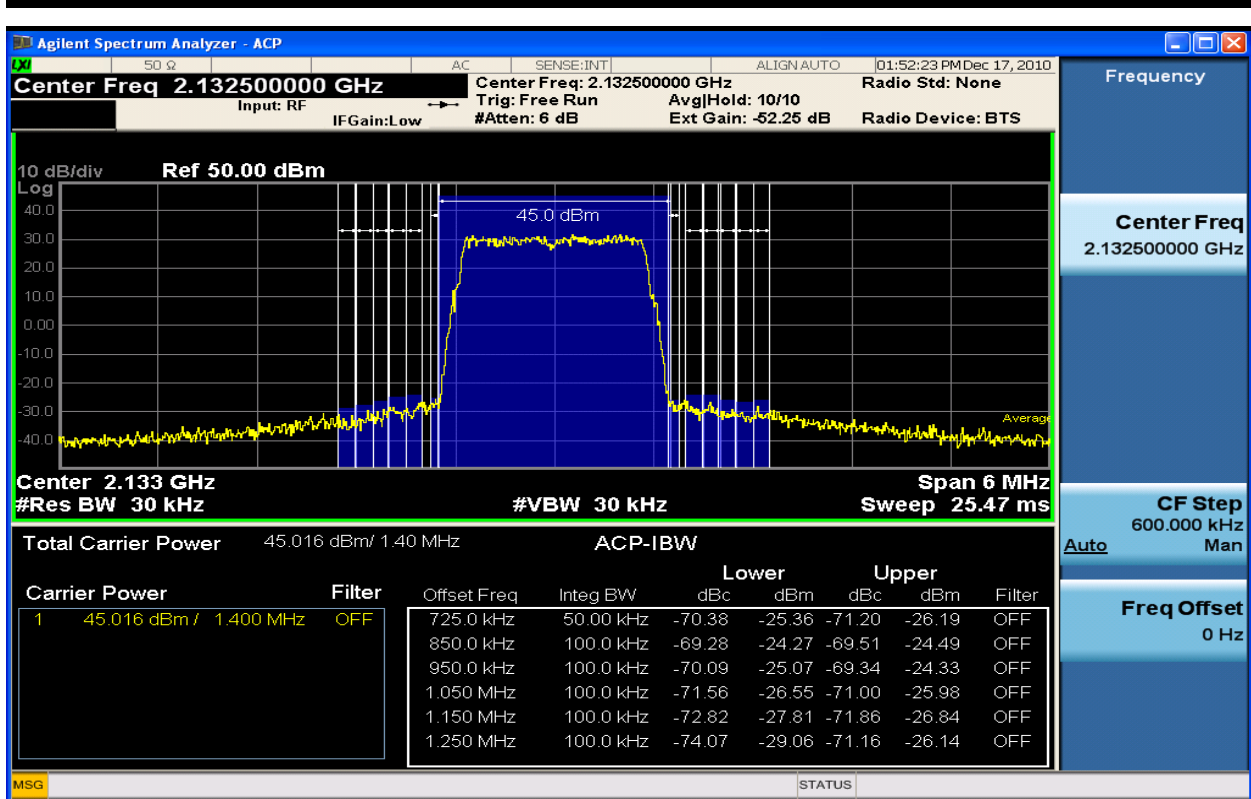 Agilent Spectrum Analyzer - ACP
LXI 50 Ω AC SENSE:INT ALIGN AUTO 01:52:23 PM Dec 17, 2010
Center Freq 2.132500000 GHz
Input: RF
IFGain:Low
Center Freq: 2.132500000 GHz
Trig: Free Run Avg|Hold: 10/10
#Atten: 6 dB Ext Gain: -52.25 dB
Radio Std: None
Radio Device: BTS
10 dB/div Ref 50.00 dBm
Log
40.0
30.0
20.0
10.0
0.00
-10.0
-20.0
-30.0
-40.0
45.0 dBm
Average
Center 2.133 GHz Span 6 MHz
#Res BW 30 kHz #VBW 30 kHz Sweep 25.47 ms
Total Carrier Power 45.016 dBm/ 1.40 MHz ACP-IBW
Carrier Power Filter
1 45.016 dBm / 1.400 MHz OFF
Lower Upper
Offset Freq Integ BW dBc dBm dBc dBm Filter
725.0 kHz 50.00 kHz -70.38 -25.36 -71.20 -26.19 OFF
850.0 kHz 100.0 kHz -69.28 -24.27 -69.51 -24.49 OFF
950.0 kHz 100.0 kHz -70.09 -25.07 -69.34 -24.33 OFF
1.050 MHz 100.0 kHz -71.56 -26.55 -71.00 -25.98 OFF
1.150 MHz 100.0 kHz -72.82 -27.81 -71.86 -26.84 OFF
1.250 MHz 100.0 kHz -74.07 -29.06 -71.16 -26.14 OFF
Frequency
Center Freq
2.132500000 GHz
CF Step
600.000 kHz
Auto Man
Freq Offset
0 Hz
MSG STATUS